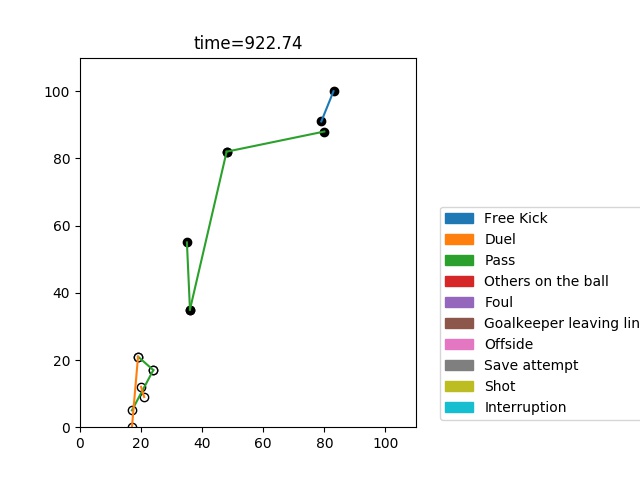 time=922.74
100
80
60
40
20
0
0 20 40 60 80 100
Free Kick
Duel
Pass
Others on the ball
Foul
Goalkeeper leaving lin
Offside
Save attempt
Shot
Interruption